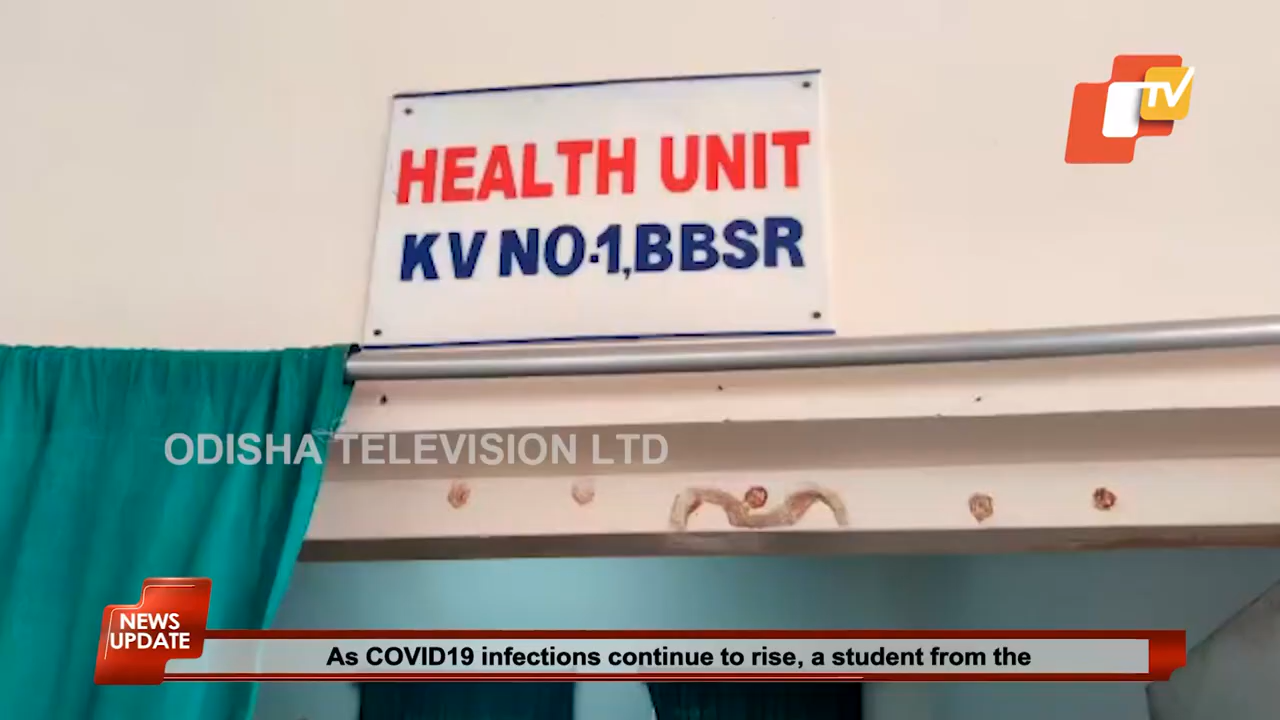 HEALTH UNIT
KV NO.1,BBSR
TV
ODISHA TELEVISION LTD
NEWS
UPDATE
As COVID19 infections continue to rise, a student from the